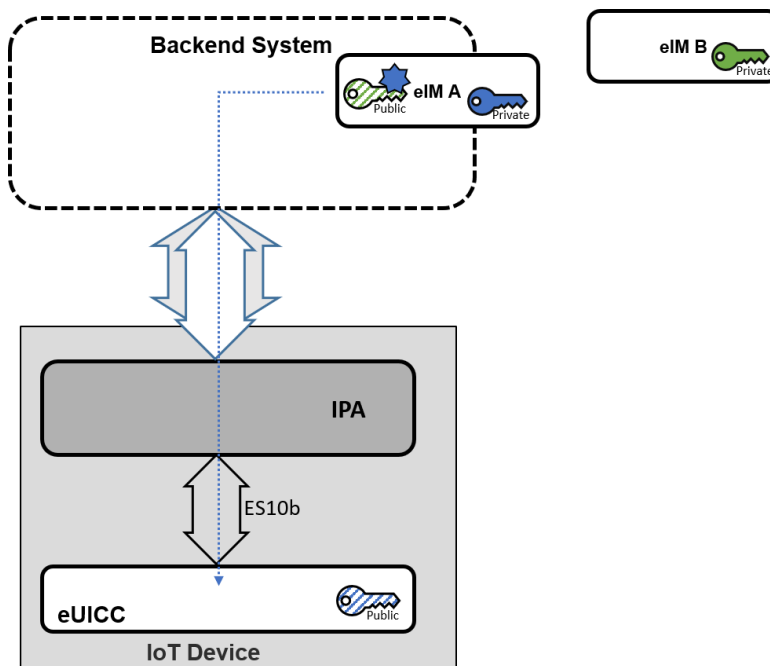 Backend System
eIM A
Public
Private
eIM B
Private
IPA
ES10b
eUICC
Public
IoT Device